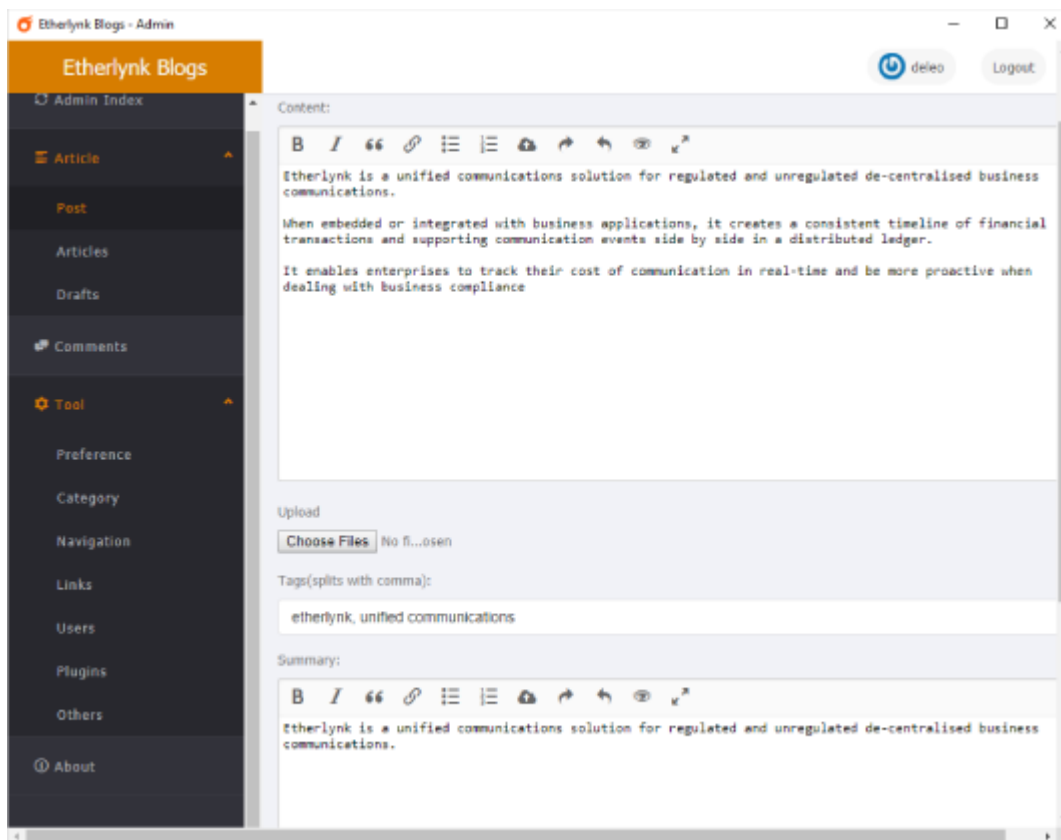 Etherlynk Blogs - Admin
Etherlynk Blogs
deleo
Logout
Admin Index
Article
Post
Articles
Drafts
Comments
Tool
Preference
Category
Navigation
Links
Users
Plugins
Others
About
Content:
Etherlynk is a unified communications solution for regulated and unregulated de-centralised business
communications.
When embedded or integrated with business applications, it creates a consistent timeline of financial
transactions and supporting communication events side by side in a distributed ledger.
It enables enterprises to track their cost of communication in real-time and be more proactive when
dealing with business compliance
Upload
Choose Files No fi...osen
Tags(splits with comma):
etherlynk, unified communications
Summary:
Etherlynk is a unified communications solution for regulated and unregulated de-centralised business
communications.